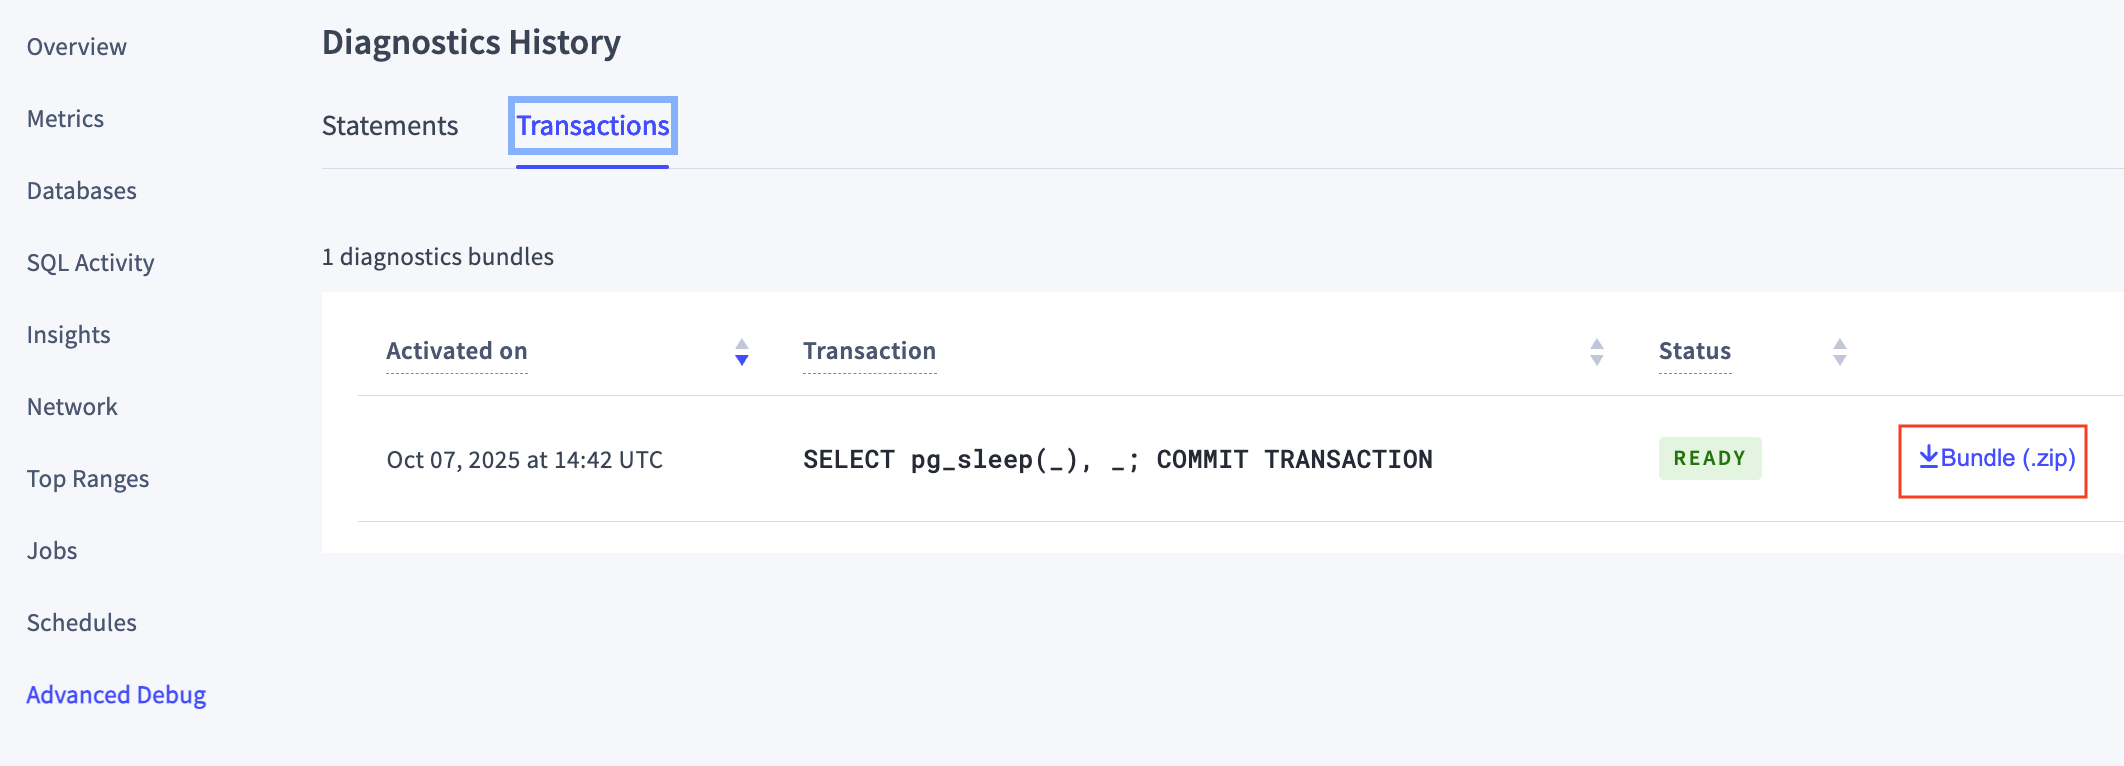 Overview
Metrics
Databases
SQL Activity
Insights
Network
Top Ranges
Jobs
Schedules
Advanced Debug
Diagnostics History
Statements Transactions
1 diagnostics bundles
Activated on Transaction Status
Oct 07, 2025 at 14:42 UTC SELECT pg_sleep(_), _; COMMIT TRANSACTION READY Bundle (.zip)